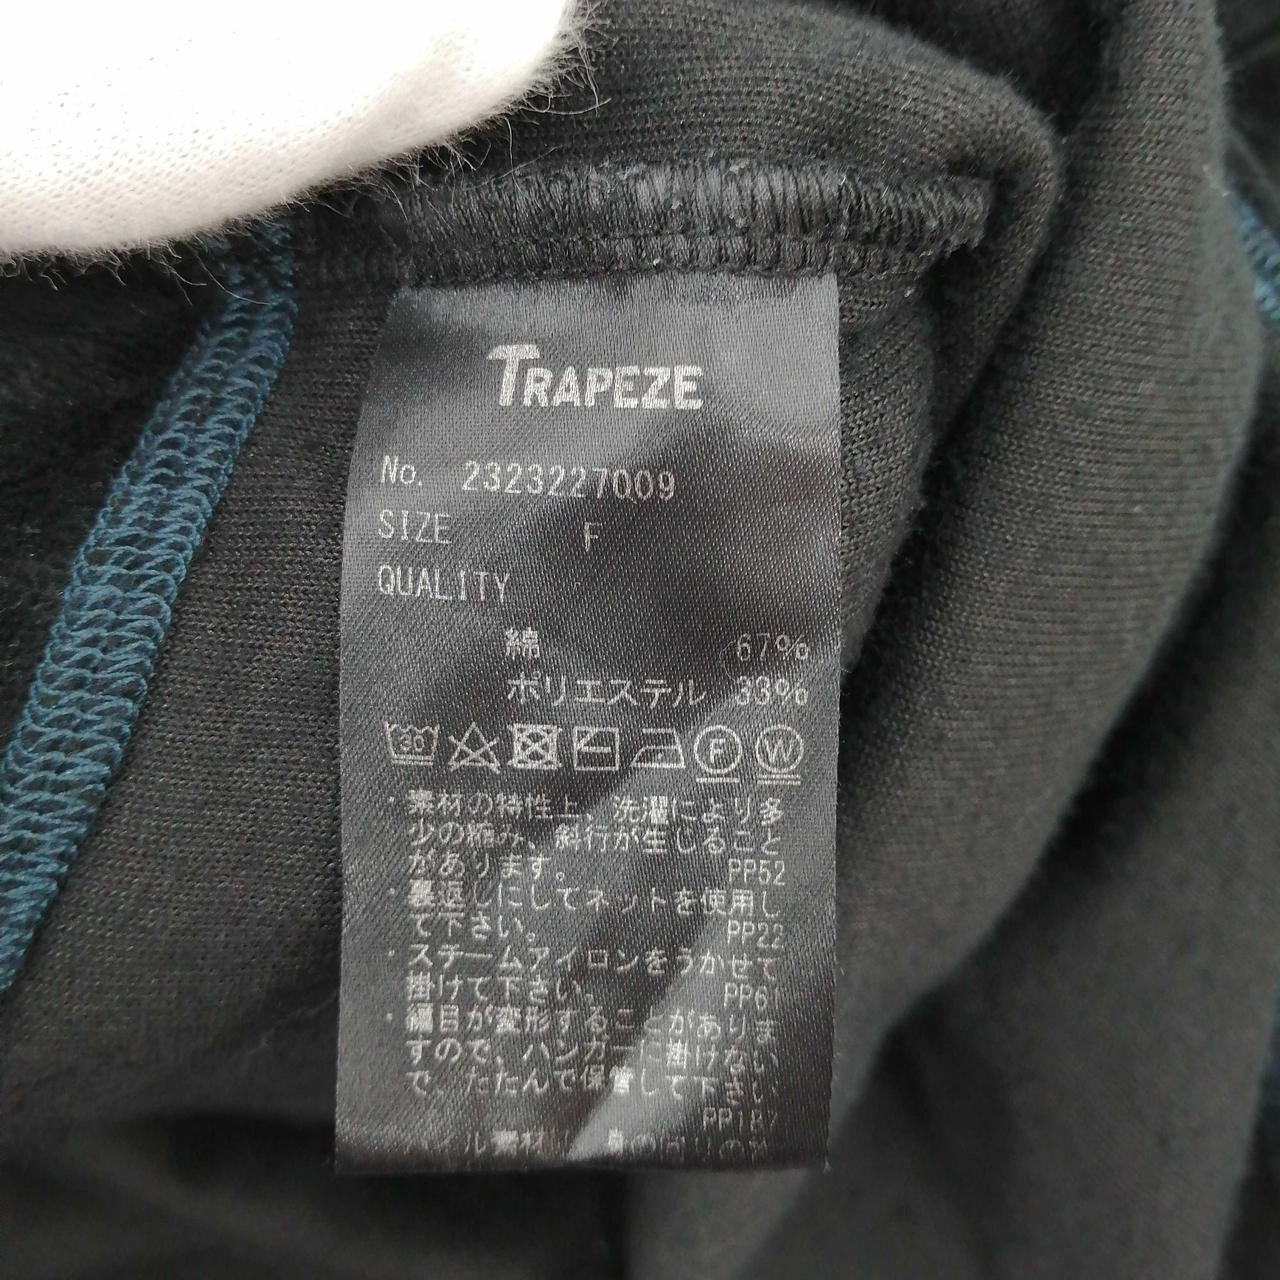 TRAPEZE
No. 2323227009
SIZE F
QUALITY
綿 67%
ポリエステル 33%
30
F W
・素材の特性上、洗濯により多
少の縮み、斜行が生じること
があります。 PP52
・裏返しにしてネットを使用し
て下さい。 PP22
・スチームアイロンをうかせて
掛けて下さい。 PP61
・編目が変形することがありま
すので、ハンガーに掛けない
で、たたんで保管して下さい